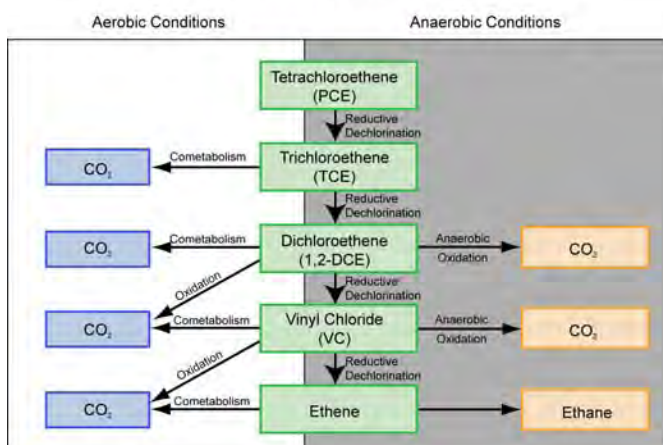 Aerobic Conditions
Anaerobic Conditions
Tetrachloroethene
(PCE)
Reductive
Dechlorination
CO₂
Cometabolism
Trichloroethene
(TCE)
Reductive
Dechlorination
CO₂
Cometabolism
Dichloroethene
(1,2-DCE)
Anaerobic
Oxidation
CO₂
Oxidation
Reductive
Dechlorination
CO₂
Cometabolism
Vinyl Chloride
(VC)
Anaerobic
Oxidation
CO₂
Oxidation
Reductive
Dechlorination
CO₂
Cometabolism
Ethene
Ethane